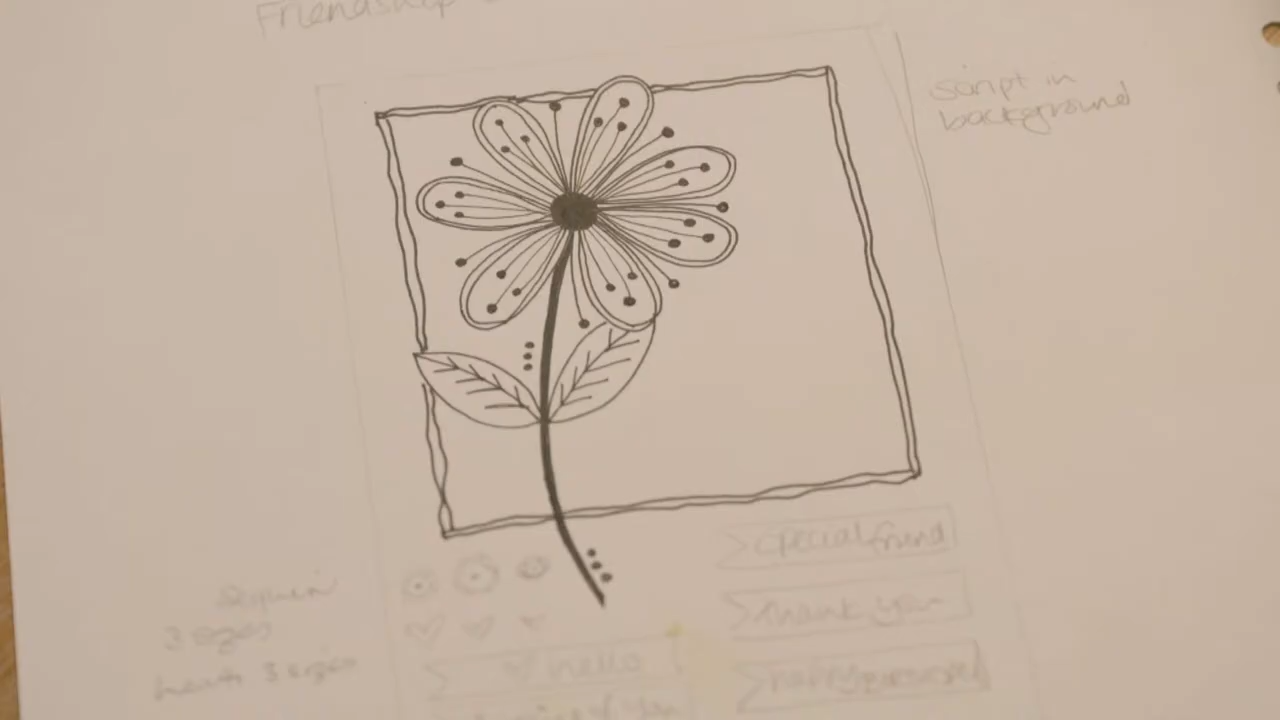 Friendship
script in
background
special friend
Sequin
3 sizes
thank you
hearts 3 sizes
hello